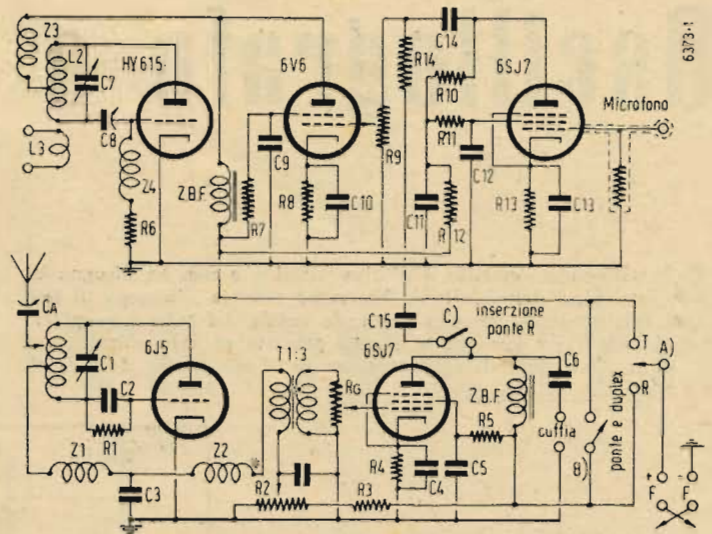 6373-1
Z3
L2
HY615
6V6
6SJ7
C7
C8
L3
Z4
R6
Z.B.F.
R7
C9
R8
C10
R9
R14
C14
R10
R11
C11
R12
C12
R13
C13
Microfono
CA
C1
C2
R1
6J5
Z1
Z2
C3
T1:3
RG
R2
R3
6SJ7
R4
C4
C5
R5
Z.B.F.
C15
C)
inserzione
ponte R
C6
cuffia
B)
ponte e duplex
T
A)
R
+
-
F
F